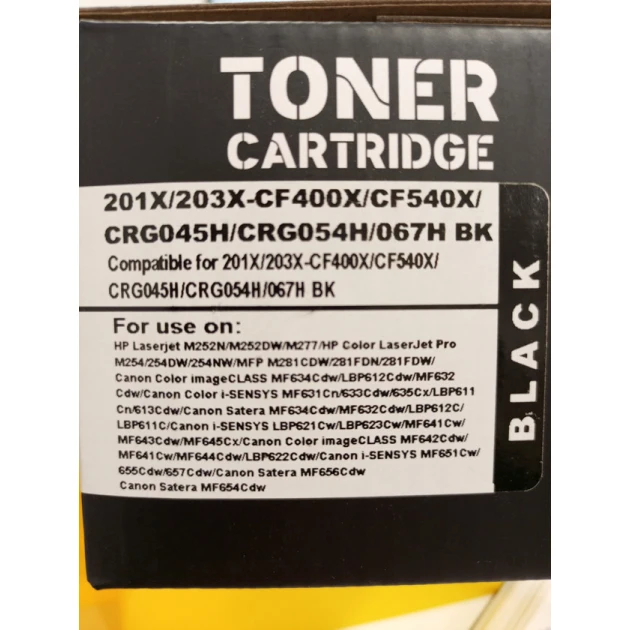 TONER
CARTRIDGE
201X/203X-CF400X/CF540X/
CRG045H/CRG054H/067H BK
Compatible for 201X/203X-CF400X/CF540X/
CRG045H/CRG054H/067H BK
For use on:
HP Laserjet M252N/M252DW/M277/HP Color LaserJet Pro
M254/254DW/254NW/MFP M281CDW/281FDN/281FDW/
Canon Color imageCLASS MF634Cdw/LBP612Cdw/MF632
Cdw/Canon Color i-SENSYS MF631Cn/633Cdw/635Cx/LBP611
Cn/613Cdw/Canon Satera MF634Cdw/MF632Cdw/LBP612C/
LBP611C/Canon i-SENSYS LBP621Cw/LBP623Cw/MF641Cw/
MF643Cdw/MF645Cx/Canon Color imageCLASS MF642Cdw/
MF641Cw/MF644Cdw/LBP622Cdw/Canon i-SENSYS MF651Cw/
655Cdw/657Cdw/Canon Satera MF656Cdw
Canon Satera MF654Cdw
BLACK